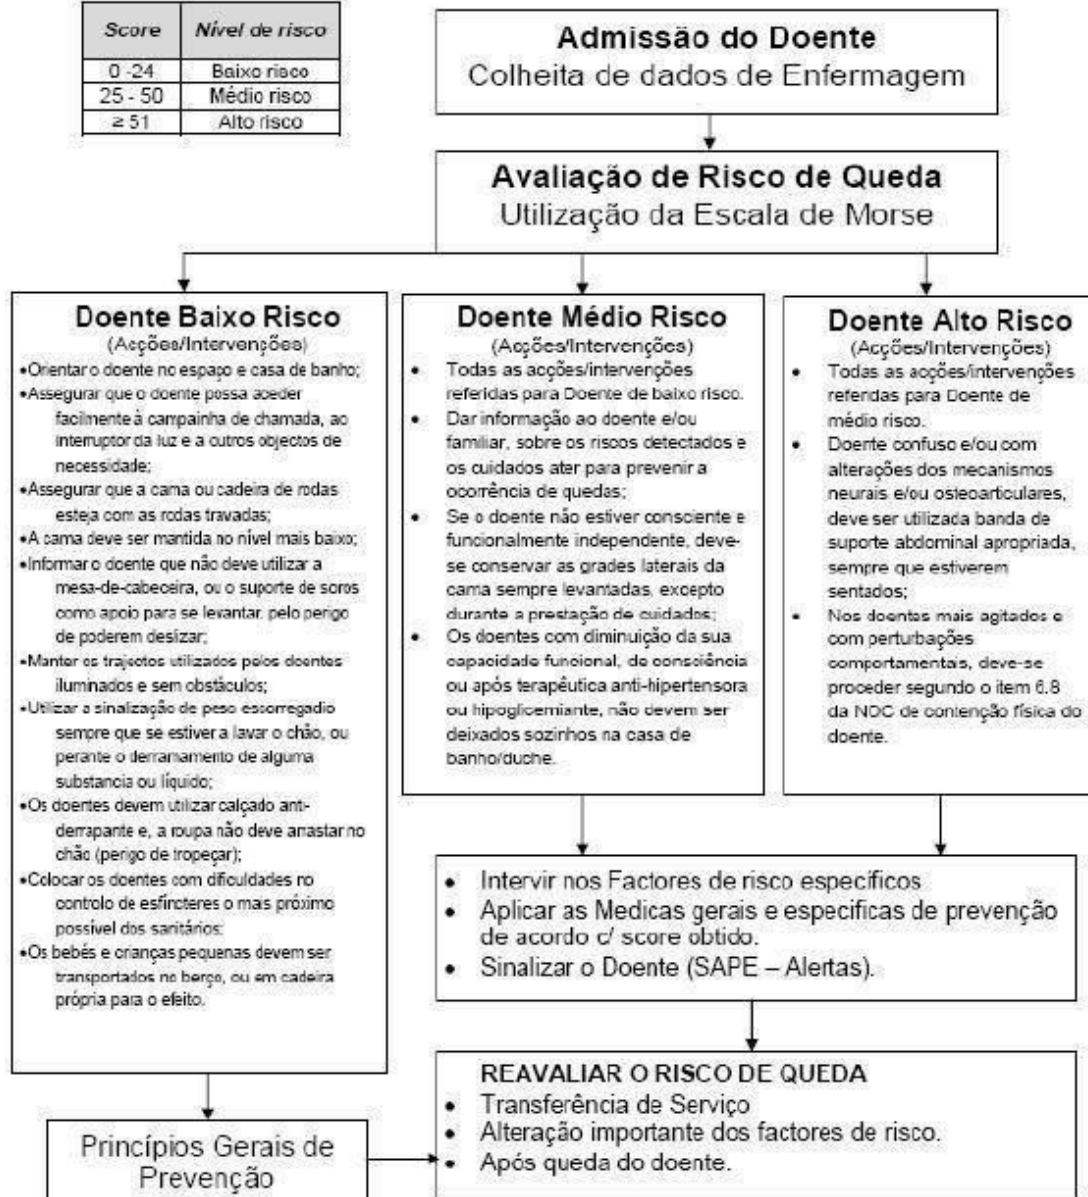 Score Nível de risco
0 -24 Baixo risco
25 - 50 Médio risco
≥ 51 Alto risco
Admissão do Doente
Colheita de dados de Enfermagem
Avaliação de Risco de Queda
Utilização da Escala de Morse
Doente Baixo Risco
(Acções/Intervenções)
•Orientar o doente no espaço e casa de banho;
•Assegurar que o doente possa aceder
facilmente à campainha de chamada, ao
interruptor da luz e a outros objectos de
necessidade;
•Assegurar que a cama ou cadeira de rodas
esteja com as rodas travadas;
•A cama deve ser mantida no nível mais baixo;
•Informar o doente que não deve utilizar a
mesa-de-cabeceira, ou o suporte de soros
como apoio para se levantar, pelo perigo
de poderem deslizar;
•Manter os trajectos utilizados pelos doentes
iluminados e sem obstáculos;
•Utilizar a sinalização de piso escorregadio
sempre que se estiver a lavar o chão, ou
perante o derramamento de alguma
substancia ou líquido;
•Os doentes devem utilizar calçado anti-
derrapante e, a roupa não deve arrastar no
chão (perigo de tropeçar);
•Colocar os doentes com dificuldades no
controlo de esfíncteres o mais próximo
possível dos sanitários;
•Os bebés e crianças pequenas devem ser
transportados no berço, ou em cadeira
própria para o efeito.
Doente Médio Risco
(Acções/Intervenções)
• Todas as acções/intervenções
referidas para Doente de baixo risco.
• Dar informação ao doente e/ou
familiar, sobre os riscos detectados e
os cuidados ater para prevenir a
ocorrência de quedas;
• Se o doente não estiver consciente e
funcionalmente independente, deve-
se conservar as grades laterais da
cama sempre levantadas, excepto
durante a prestação de cuidados;
• Os doentes com diminuição da sua
capacidade funcional, de consciência
ou após terapêutica anti-hipertensora
ou hipoglicemiante, não devem ser
deixados sozinhos na casa de
banho/duche.
Doente Alto Risco
(Acções/Intervenções)
• Todas as acções/intervenções
referidas para Doente de
médio risco.
• Doente confuso e/ou com
alterações dos mecanismos
neurais e/ou osteoarticulares,
deve ser utilizada banda de
suporte abdominal apropriada,
sempre que estiverem
sentados;
• Nos doentes mais agitados e
com perturbações
comportamentais, deve-se
proceder segundo o item 6.8
da NOC de contenção física do
doente.
• Intervir nos Factores de risco específicos
• Aplicar as Medicas gerais e especificas de prevenção
de acordo c/ score obtido.
• Sinalizar o Doente (SAPE – Alertas).
REAVALIAR O RISCO DE QUEDA
• Transferência de Serviço
• Alteração importante dos factores de risco.
• Após queda do doente.
Princípios Gerais de
Prevenção